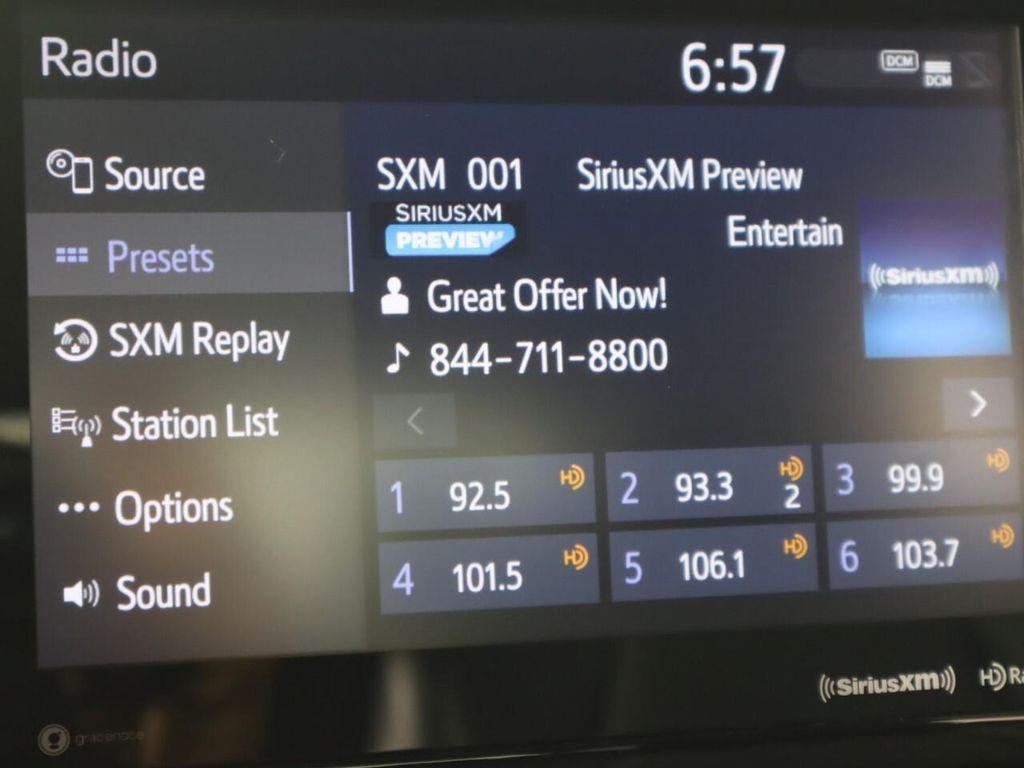 Radio
6:57
DCM
DCM
Source
Presets
SXM Replay
Station List
Options
Sound
SXM 001
SiriusXM Preview
SIRIUSXM
PREVIEW
Entertain
((SiriusXM))
Great Offer Now!
844-711-8800
1 92.5 HD
2 93.3 HD 2
3 99.9 HD
4 101.5 HD
5 106.1 HD
6 103.7 HD
((SiriusXM))
HD Ra
gracenote